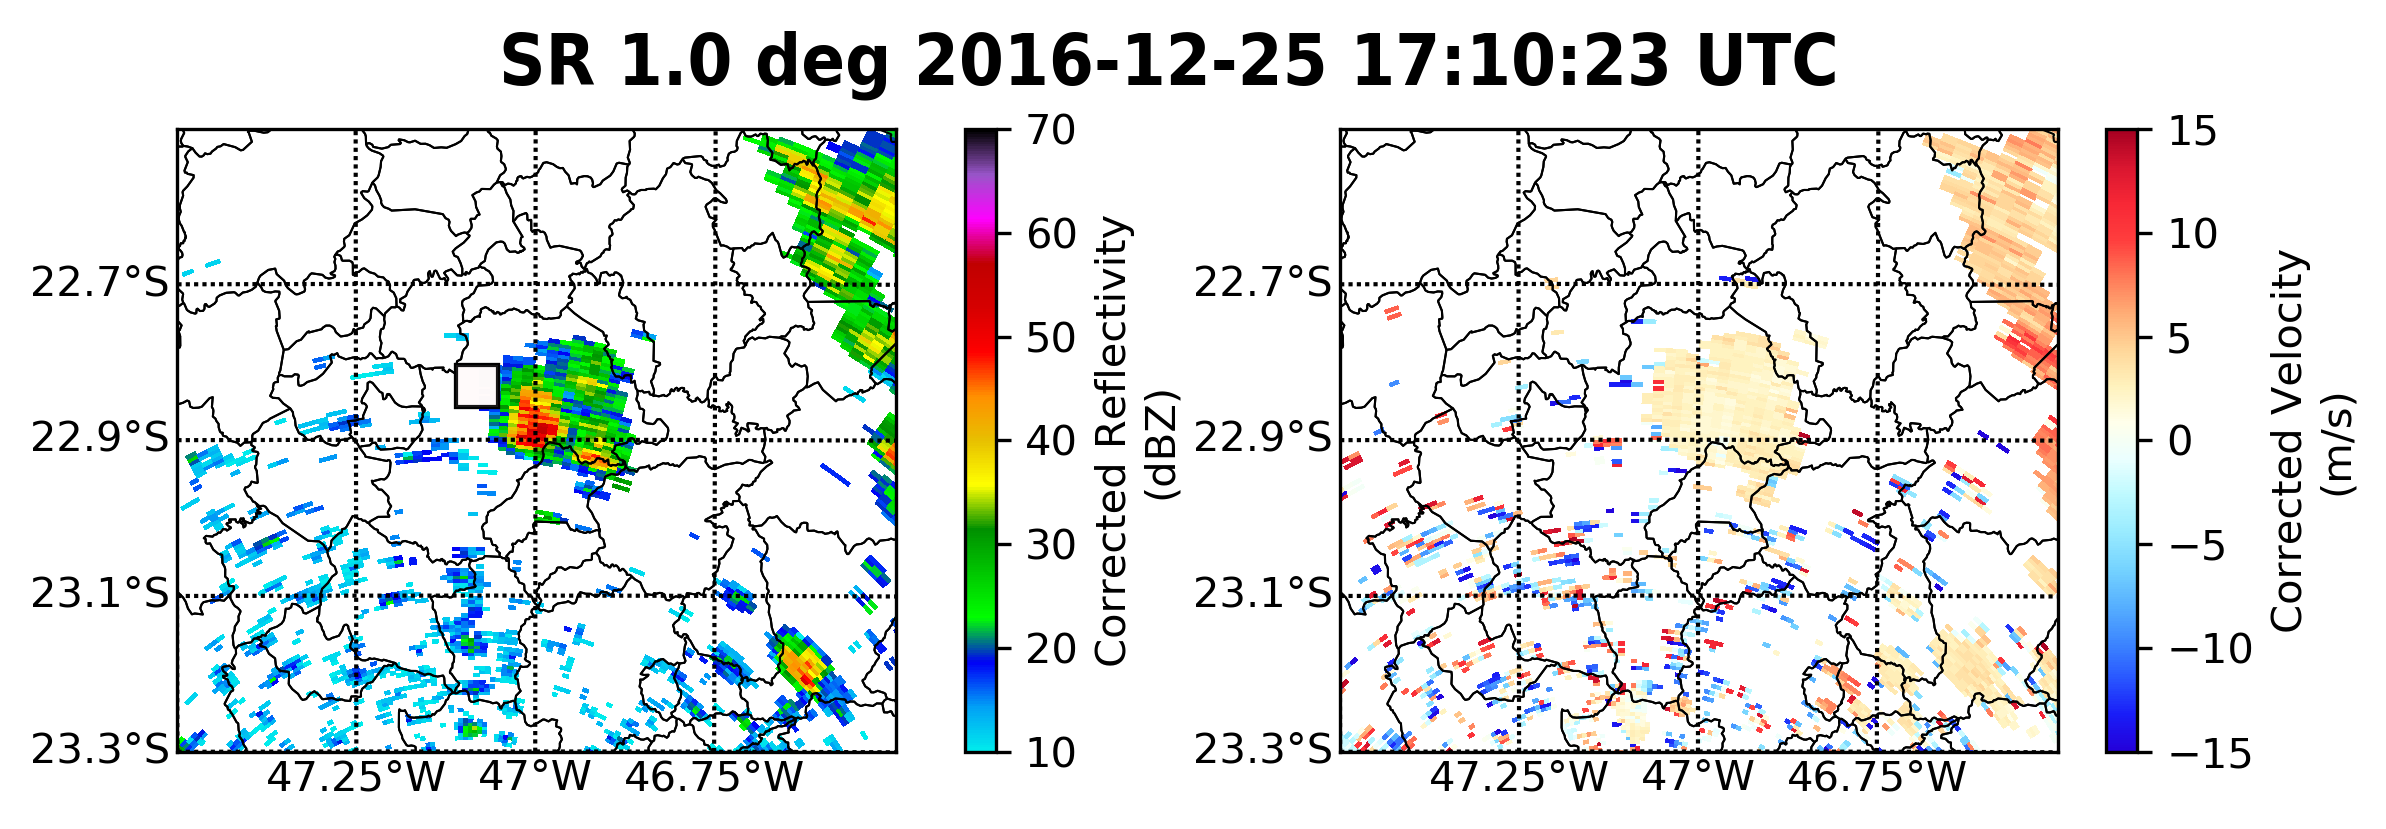 SR 1.0 deg 2016-12-25 17:10:23 UTC
22.7°S
22.9°S
23.1°S
23.3°S
47.25°W
47°W
46.75°W
70
60
50
40
30
20
10
Corrected Reflectivity
(dBZ)
22.7°S
22.9°S
23.1°S
23.3°S
47.25°W
47°W
46.75°W
15
10
5
0
−5
−10
−15
Corrected Velocity
(m/s)